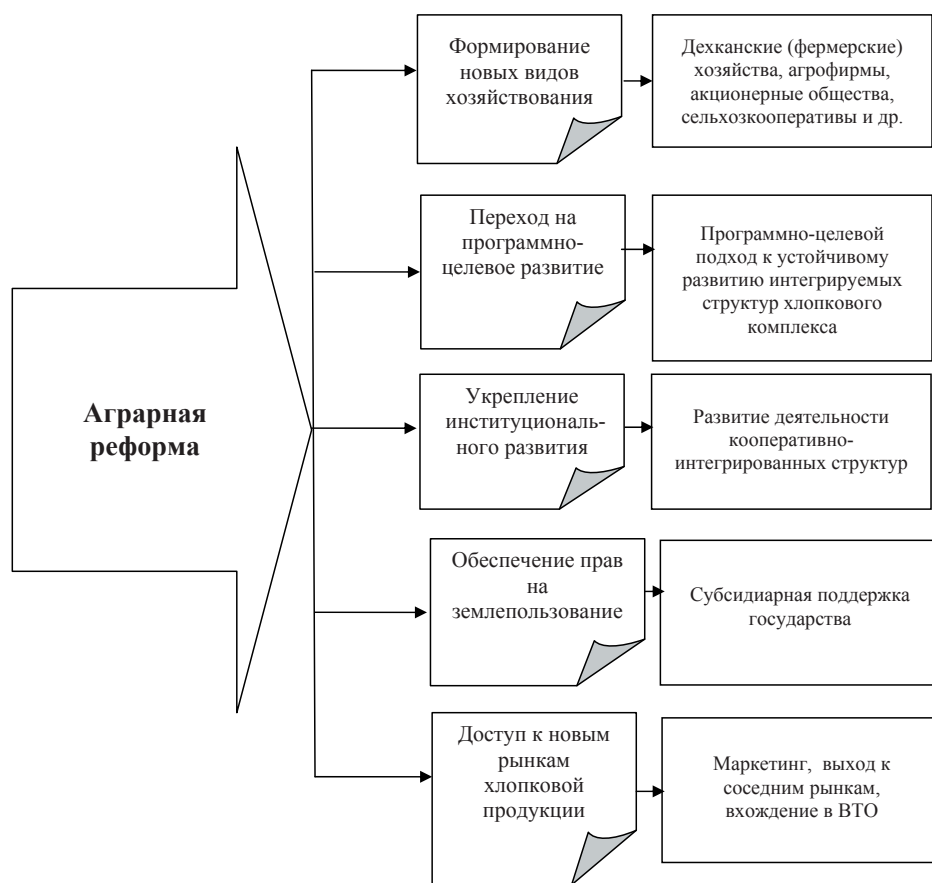 Формирование
новых видов
хозяйствования
Дехканские (фермерские)
хозяйства, агрофирмы,
акционерные общества,
сельхозкооперативы и др.
Переход на
программно-
целевое развитие
Программно-целевой
подход к устойчивому
развитию интегрируемых
структур хлопкового
комплекса
Аграрная
реформа
Укрепление
институциональ-
ного развития
Развитие деятельности
кооперативно-
интегрированных структур
Обеспечение прав
на
землепользование
Субсидиарная поддержка
государства
Доступ к новым
рынкам
хлопковой
продукции
Маркетинг,  выход к
соседним рынкам,
вхождение в ВТО